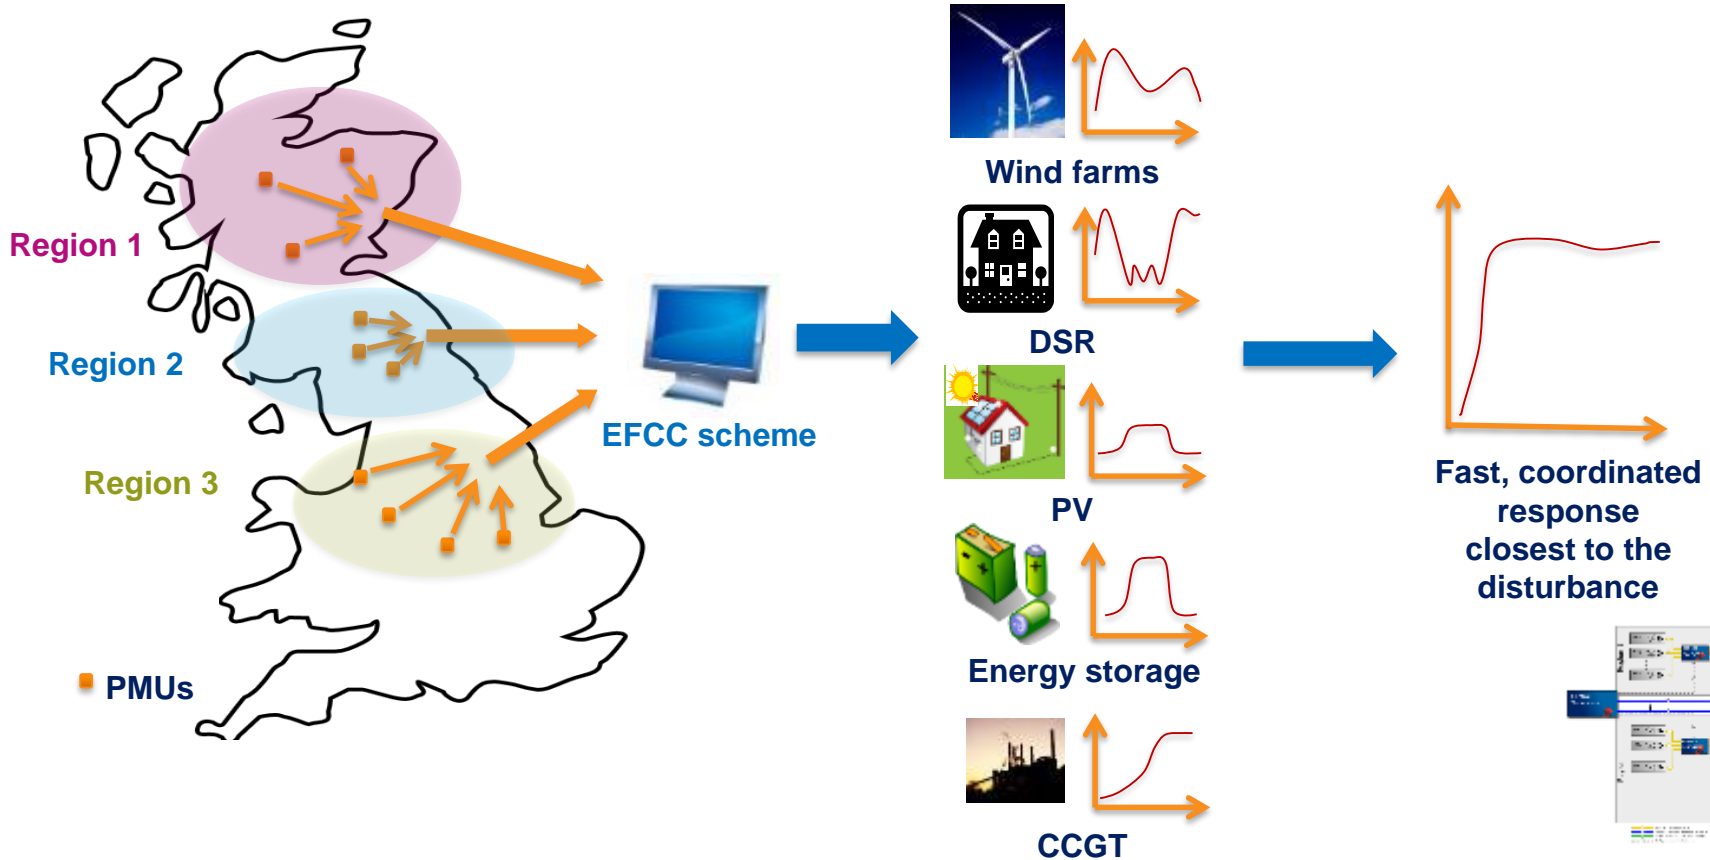 Region 1
Region 2
Region 3
PMUs
EFCC scheme
Wind farms
DSR
PV
Energy storage
CCGT
Fast, coordinated
response
closest to the
disturbance